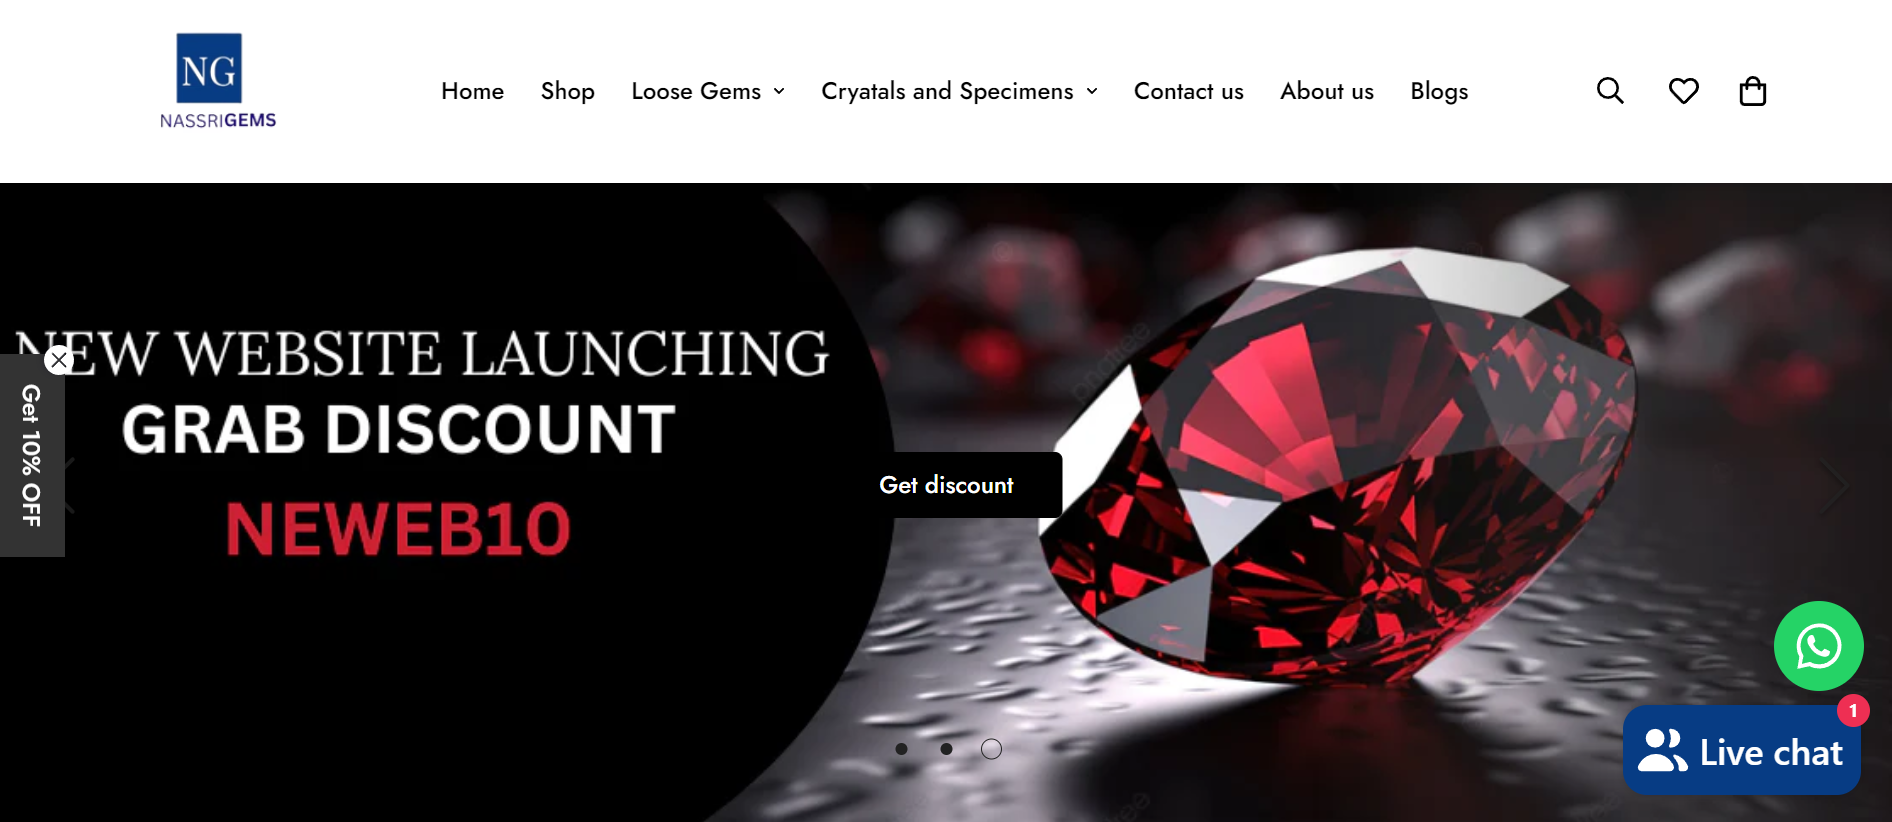 NG
NASSRIGEMS
Home Shop Loose Gems Cryatals and Specimens Contact us About us Blogs
NEW WEBSITE LAUNCHING
GRAB DISCOUNT
NEWEB10
Get 10% OFF
Get discount
pngtree
1
Live chat